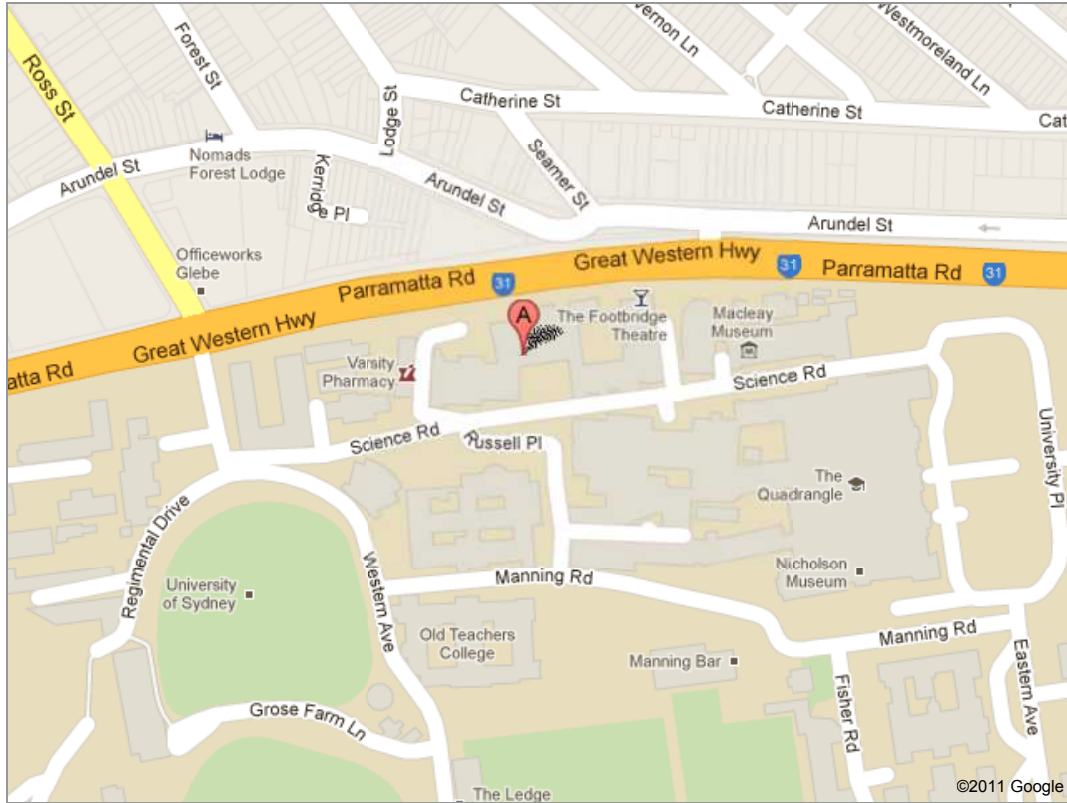 Ross St
Forest St
Vernon Ln
Westmoreland Ln
Catherine St
Catherine St
Cat
Lodge St
Seamer St
Nomads
Forest Lodge
Arundel St
Kerridge Pl
Arundel St
Arundel St
Officeworks
Glebe
Parramatta Rd
31
Great Western Hwy
31
Parramatta Rd
31
Great Western Hwy
atta Rd
A
The Footbridge
Theatre
Macleay
Museum
Varsity
Pharmacy
Science Rd
Science Rd
Russell Pl
University Pl
The
Quadrangle
Regimental Drive
Western Ave
University
of Sydney
Manning Rd
Nicholson
Museum
Old Teachers
College
Manning Bar
Manning Rd
Fisher Rd
Eastern Ave
Grose Farm Ln
The Ledge
©2011 Google